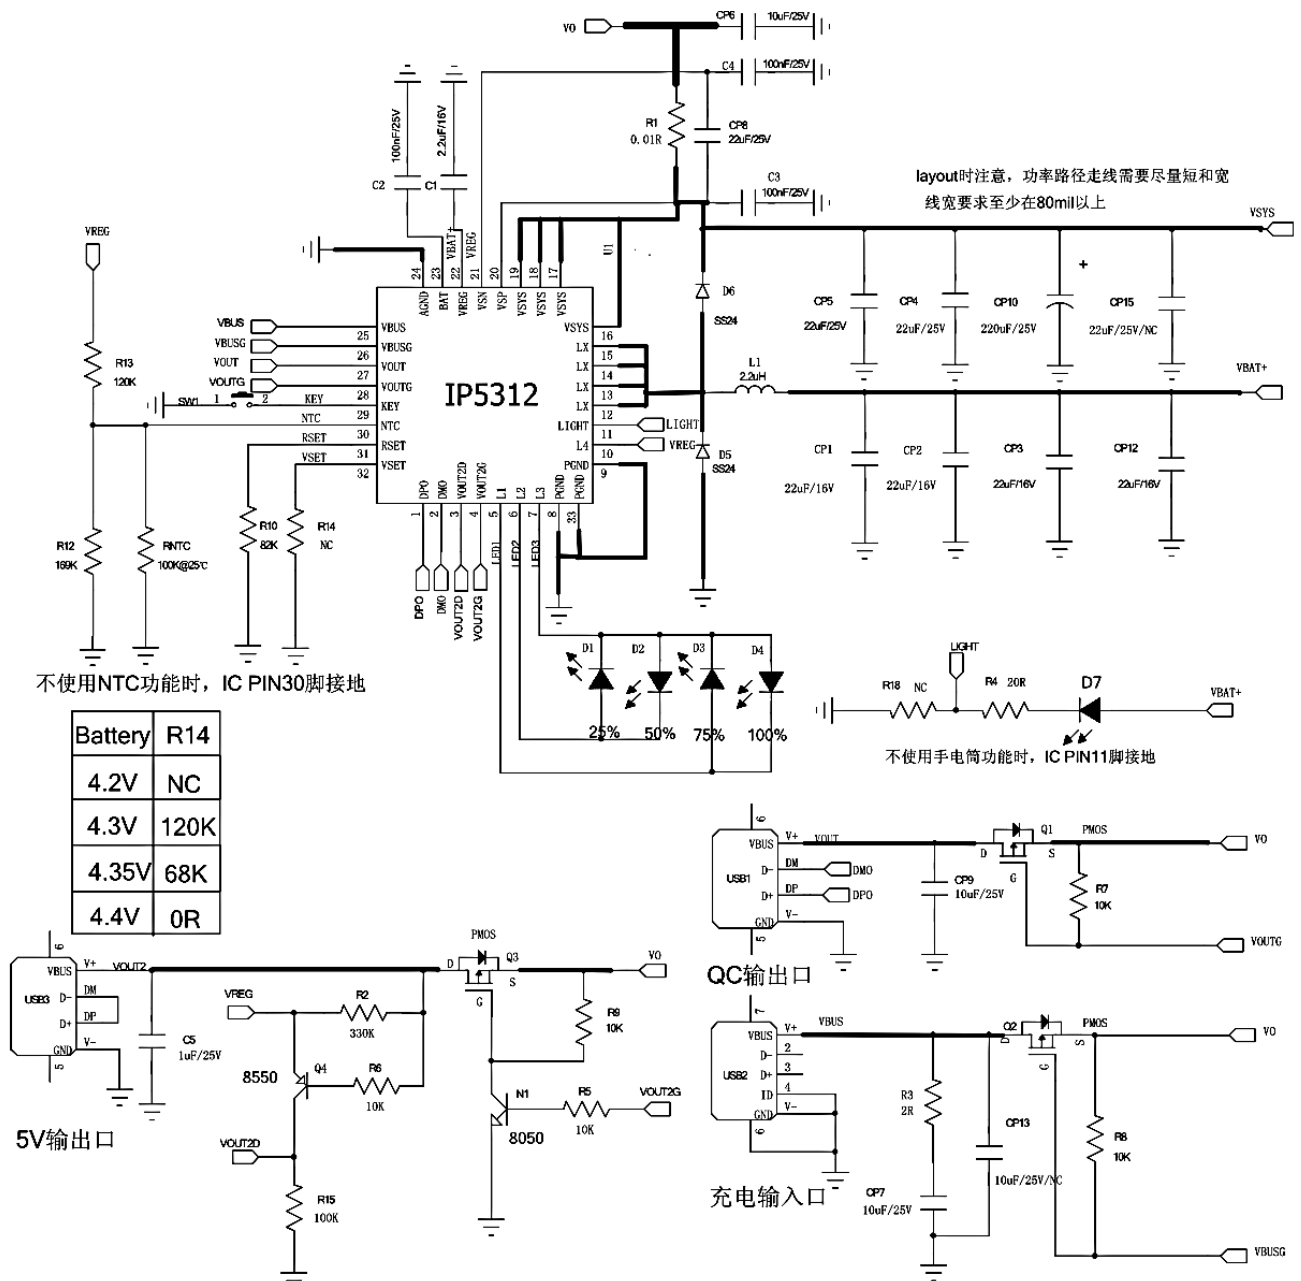 VO
CP6
10uF/25V
C4
100nF/25V
R1
0.01R
CP8
22uF/25V
C3
100nF/25V
100nF/25V
2.2uF/16V
C2
C1
layout时注意，功率路径走线需要尽量短和宽
线宽要求至少在80mil以上
VSYS
VREG
VBAT+
VREG
U1
24
23
22
21
20
19
18
17
AGND
BAT
VREG
VSN
VSP
VSYS
VSYS
VSYS
D6
SS24
CP5
22uF/25V
CP4
22uF/25V
+
CP10
220uF/25V
CP15
22uF/25V/NC
VBUS
VBUSG
VOUT
VOUTG
SW1
1
2
KEY
NTC
RSET
VSET
25
26
27
28
29
30
31
32
VBUS
VBUSG
VOUT
VOUTG
KEY
NTC
RSET
VSET
IP5312
VSYS
LX
LX
LX
LX
LIGHT
L4
PGND
16
15
14
13
12
11
10
9
LIGHT
VREG
L1
2.2uH
VBAT+
R13
120K
D5
SS24
CP1
22uF/16V
CP2
22uF/16V
CP3
22uF/16V
CP12
22uF/16V
DPO
DMO
VOUT2D
VOUT2G
L1
L2
L3
PGND
PGND
1
2
3
4
5
6
7
8
33
LED1
LED2
LED3
DPO
DMO
VOUT2D
VOUT2G
R12
169K
RNTC
100K@25℃
R10
82K
R14
NC
不使用NTC功能时，IC PIN30脚接地
D1
D2
D3
D4
25%
50%
75%
100%
LIGHT
R18
NC
R4
20R
D7
VBAT+
不使用手电筒功能时，IC PIN11脚接地
Battery R14
4.2V NC
4.3V 120K
4.35V 68K
4.4V 0R
USB1
6
VBUS
V+
VOUT
D-
DM
DMO
D+
DP
DPO
GND
V-
5
CP9
10uF/25V
D
Q1
PMOS
S
G
VO
R7
10K
VOUTG
QC输出口
USB3
6
VBUS
V+
VOUT2
D-
DM
D+
DP
GND
V-
5
C5
1uF/25V
5V输出口
VREG
R2
330K
8550
Q4
R6
10K
VOUT2D
R15
100K
PMOS
D
Q3
S
G
VO
R9
10K
N1
8050
R5
10K
VOUT2G
USB2
7
VBUS
V+
VBUS
D-
2
D+
3
ID
4
GND
V-
6
充电输入口
R3
2R
CP7
10uF/25V
CP13
10uF/25V/NC
D
Q2
PMOS
S
G
VO
R8
10K
VBUSG